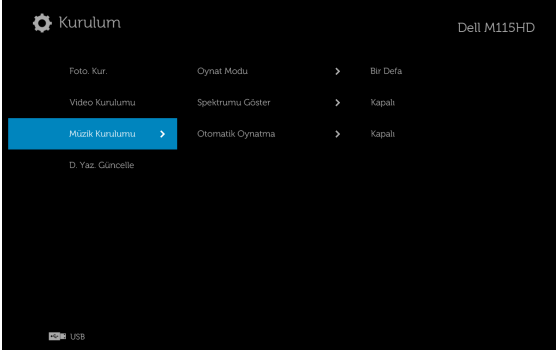 Kurulum
Dell M115HD
Foto. Kur. Oynat Modu Bir Defa
Video Kurulumu Spektrumu Göster Kapalı
Müzik Kurulumu Otomatik Oynatma Kapalı
D. Yaz. Güncelle
USB